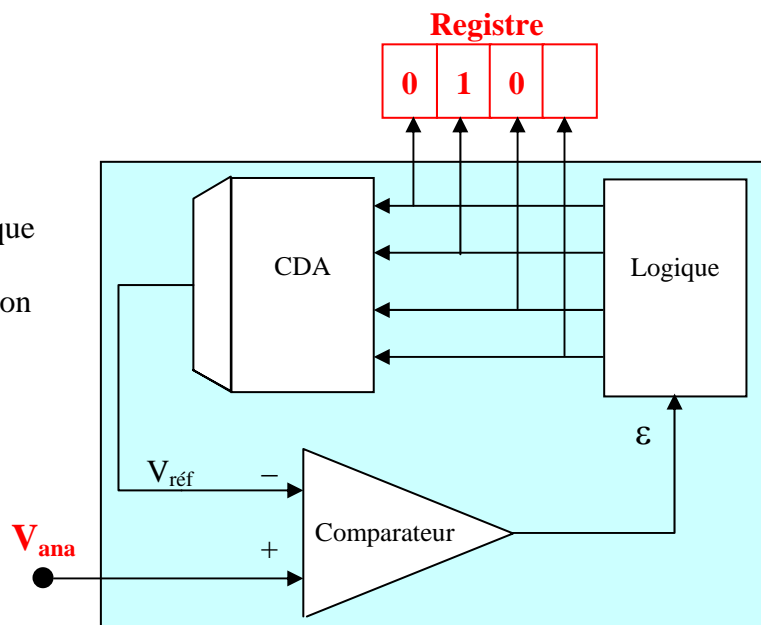 Registre
0 1 0
que
CDA
Logique
on
ε
Vréf
−
Comparateur
Vana
+